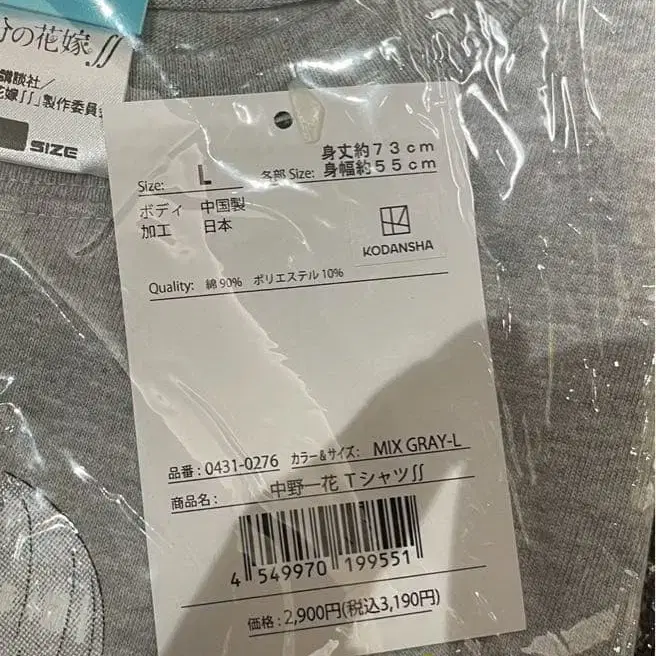 分の花嫁∬
講談社/
花嫁∬」製作委員
SIZE
Size: L 各部 Size: 身丈約73cm
身幅約55cm
ボディ 中国製
加工 日本
KODANSHA
Quality: 綿 90% ポリエステル 10%
品番:0431-0276 カラー&サイズ: MIX GRAY-L
商品名: 中野一花 Tシャツ∬
4 549970 199551
価格:2,900円(税込3,190円)